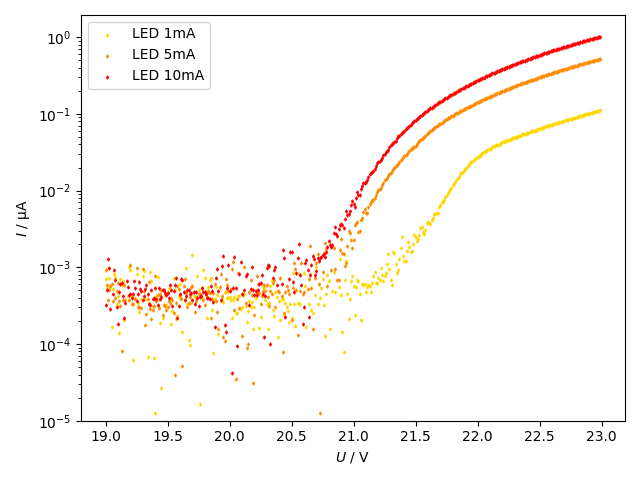 LED 1mA
LED 5mA
LED 10mA
10⁰
10⁻¹
10⁻²
10⁻³
10⁻⁴
10⁻⁵
I / μA
19.0 19.5 20.0 20.5 21.0 21.5 22.0 22.5 23.0
U / V